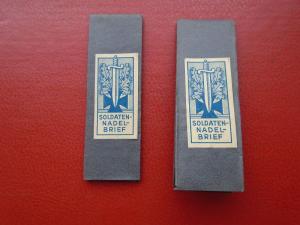 SOLDATEN-
NADEL-
BRIEF
SOLDATEN-
NADEL-
BRIEF